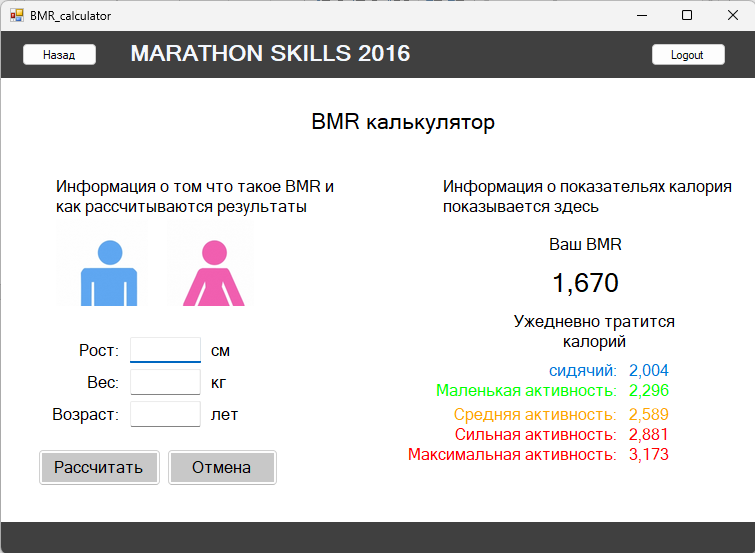 BMR_calculator
Назад
MARATHON SKILLS 2016
Logout
BMR калькулятор
Информация о том что такое BMR и
как рассчитываются результаты
Рост: см
Вес: кг
Возраст: лет
Рассчитать
Отмена
Информация о показательях калория
показывается здесь
Ваш BMR
1,670
Ужедневно тратится
калорий
сидячий: 2,004
Маленькая активность: 2,296
Средняя активность: 2,589
Сильная активность: 2,881
Максимальная активность: 3,173